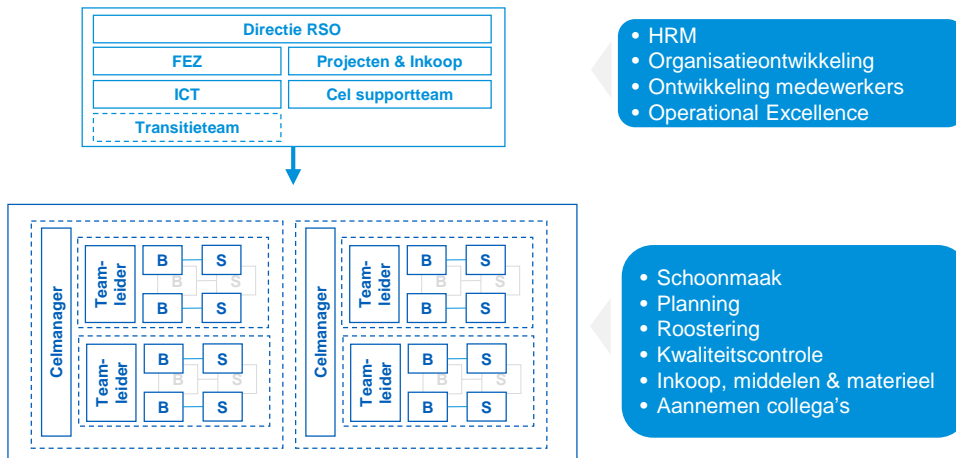 Directie RSO
FEZ
Projecten & Inkoop
ICT
Cel supportteam
Transitieteam
• HRM
• Organisatieontwikkeling
• Ontwikkeling medewerkers
• Operational Excellence
Celmanager
Team-
leider
B
S
B
S
B
S
Team-
leider
B
S
B
S
B
S
Celmanager
Team-
leider
B
S
B
S
B
S
Team-
leider
B
S
B
S
B
S
• Schoonmaak
• Planning
• Roostering
• Kwaliteitscontrole
• Inkoop, middelen & materieel
• Aannemen collega's